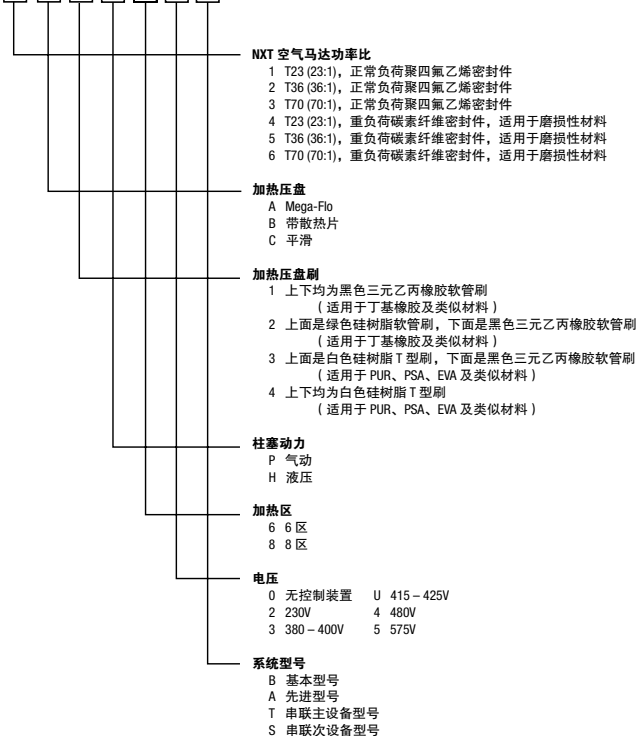 NXT 空气马达功率比
1 T23 (23:1)，正常负荷聚四氟乙烯密封件
2 T36 (36:1)，正常负荷聚四氟乙烯密封件
3 T70 (70:1)，正常负荷聚四氟乙烯密封件
4 T23 (23:1)，重负荷碳素纤维密封件，适用于磨损性材料
5 T36 (36:1)，重负荷碳素纤维密封件，适用于磨损性材料
6 T70 (70:1)，重负荷碳素纤维密封件，适用于磨损性材料
加热压盘
A Mega-Flo
B 带散热片
C 平滑
加热压盘刷
1 上下均为黑色三元乙丙橡胶软管刷
（适用于丁基橡胶及类似材料）
2 上面是绿色硅树脂软管刷，下面是黑色三元乙丙橡胶软管刷
（适用于丁基橡胶及类似材料）
3 上面是白色硅树脂 T 型刷，下面是黑色三元乙丙橡胶软管刷
（适用于 PUR、PSA、EVA 及类似材料）
4 上下均为白色硅树脂 T 型刷
（适用于 PUR、PSA、EVA 及类似材料）
柱塞动力
P 气动
H 液压
加热区
6 6 区
8 8 区
电压
0 无控制装置 U 415 – 425V
2 230V 4 480V
3 380 – 400V 5 575V
系统型号
B 基本型号
A 先进型号
T 串联主设备型号
S 串联次设备型号